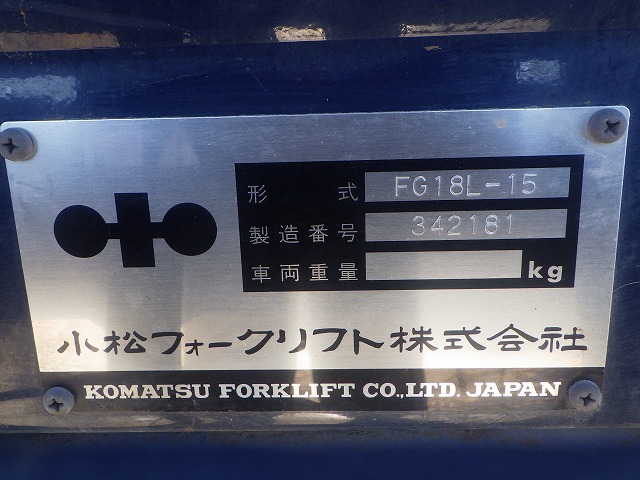 形 式 FG18L-15
製造番号 342181
車両重量 kg
小松フォークリフト株式会社
KOMATSU FORKLIFT CO.,LTD. JAPAN